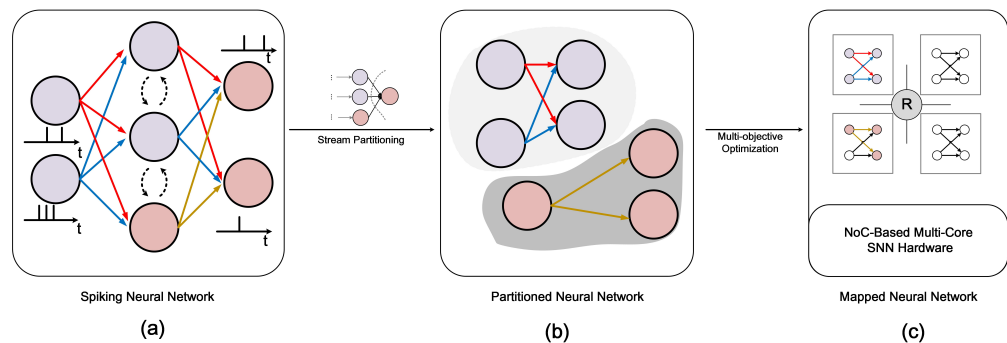 t
t
t
t
Stream Partitioning
Multi-objective
Optimization
R
NoC-Based Multi-Core
SNN Hardware
Spiking Neural Network
Partitioned Neural Network
Mapped Neural Network
(a)
(b)
(c)